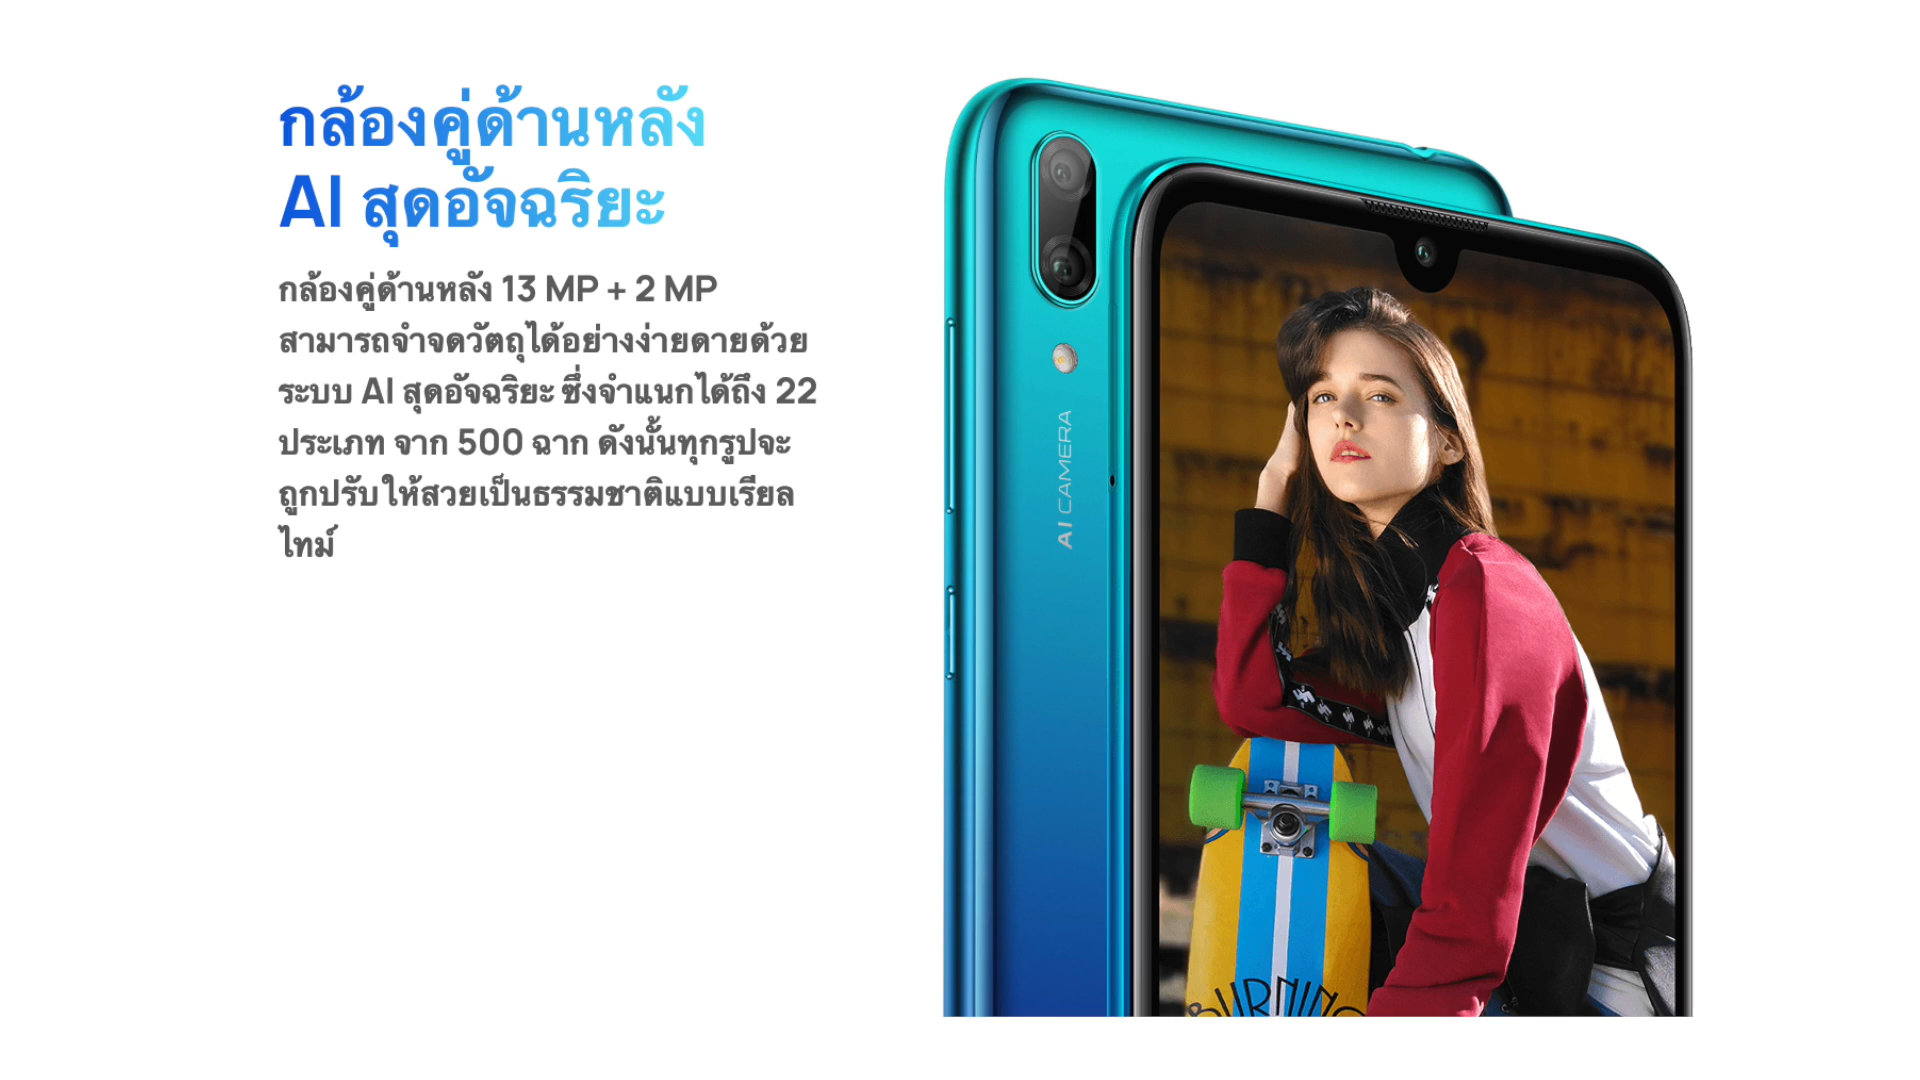 กล้องคู่ด้านหลัง
AI สุดอัจฉริยะ
กล้องคู่ด้านหลัง 13 MP + 2 MP
สามารถจำจดวัตถุได้อย่างง่ายดายด้วย
ระบบ AI สุดอัจฉริยะ ซึ่งจำแนกได้ถึง 22
ประเภท จาก 500 ฉาก ดังนั้นทุกรูปจะ
ถูกปรับให้สวยเป็นธรรมชาติแบบเรียล
ไทม์
AI CAMERA
BURNING